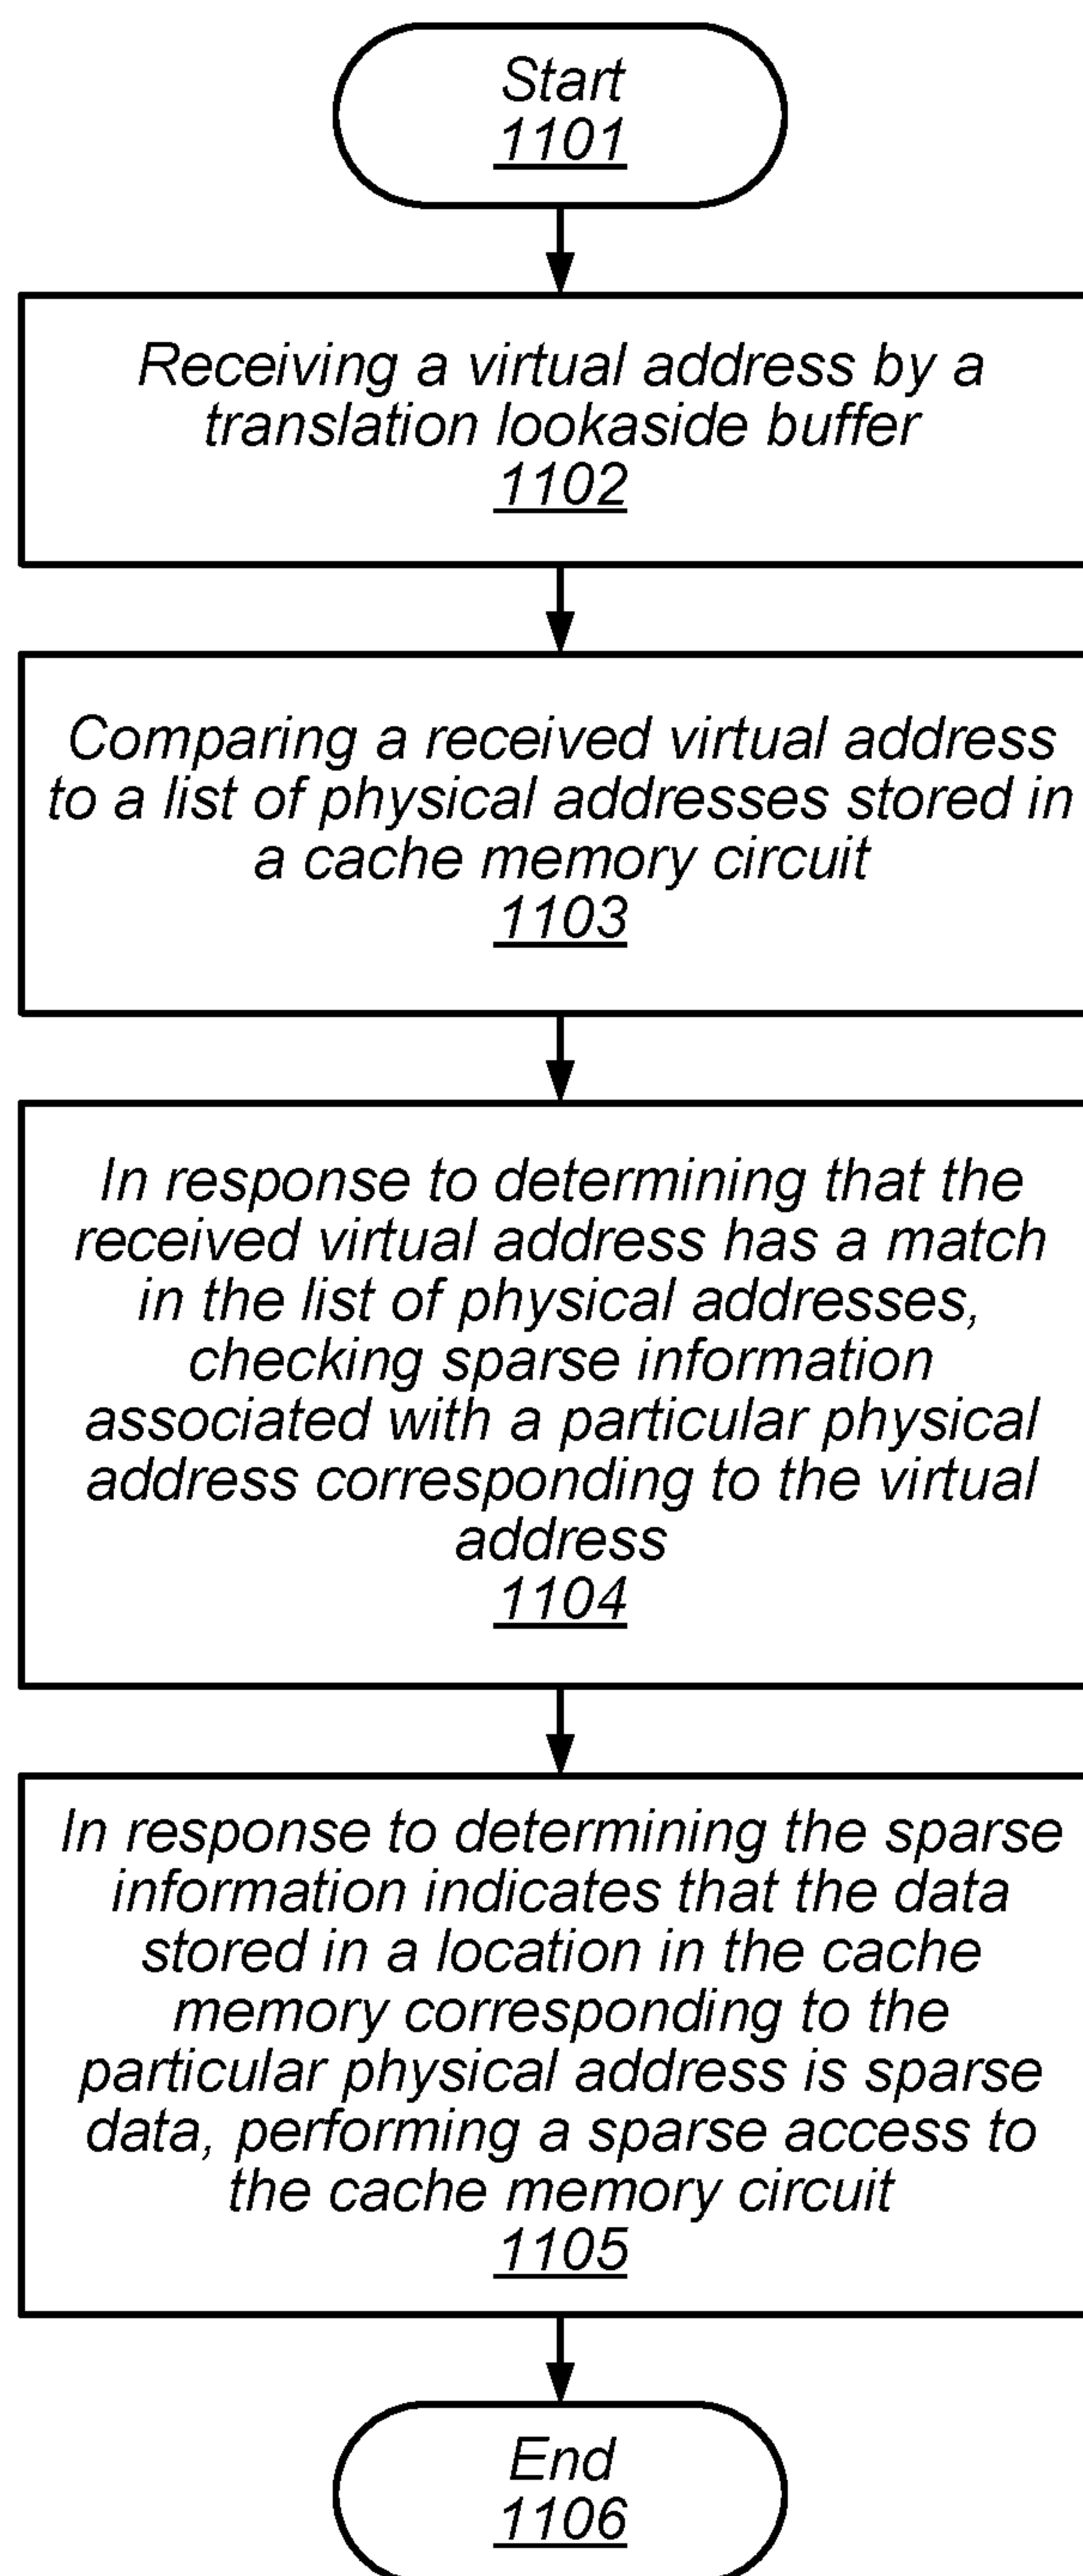 Start
1101
Receiving a virtual address by a
translation lookaside buffer
1102
Comparing a received virtual address
to a list of physical addresses stored in
a cache memory circuit
1103
In response to determining that the
received virtual address has a match
in the list of physical addresses,
checking sparse information
associated with a particular physical
address corresponding to the virtual
address
1104
In response to determining the sparse
information indicates that the data
stored in a location in the cache
memory corresponding to the
particular physical address is sparse
data, performing a sparse access to
the cache memory circuit
1105
End
1106